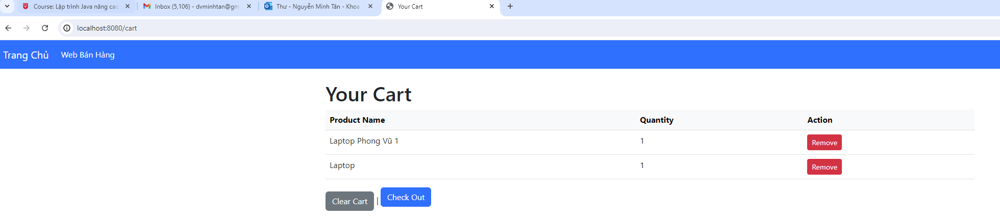 Course: Lập trình Java nâng cao
Inbox (5,106) - dvminhtan@gm
Thư - Nguyễn Minh Tân - Khoa
Your Cart
localhost:8080/cart
Trang Chủ Web Bán Hàng
Your Cart
Product Name Quantity Action
Laptop Phong Vũ 1 1 Remove
Laptop 1 Remove
Clear Cart | Check Out